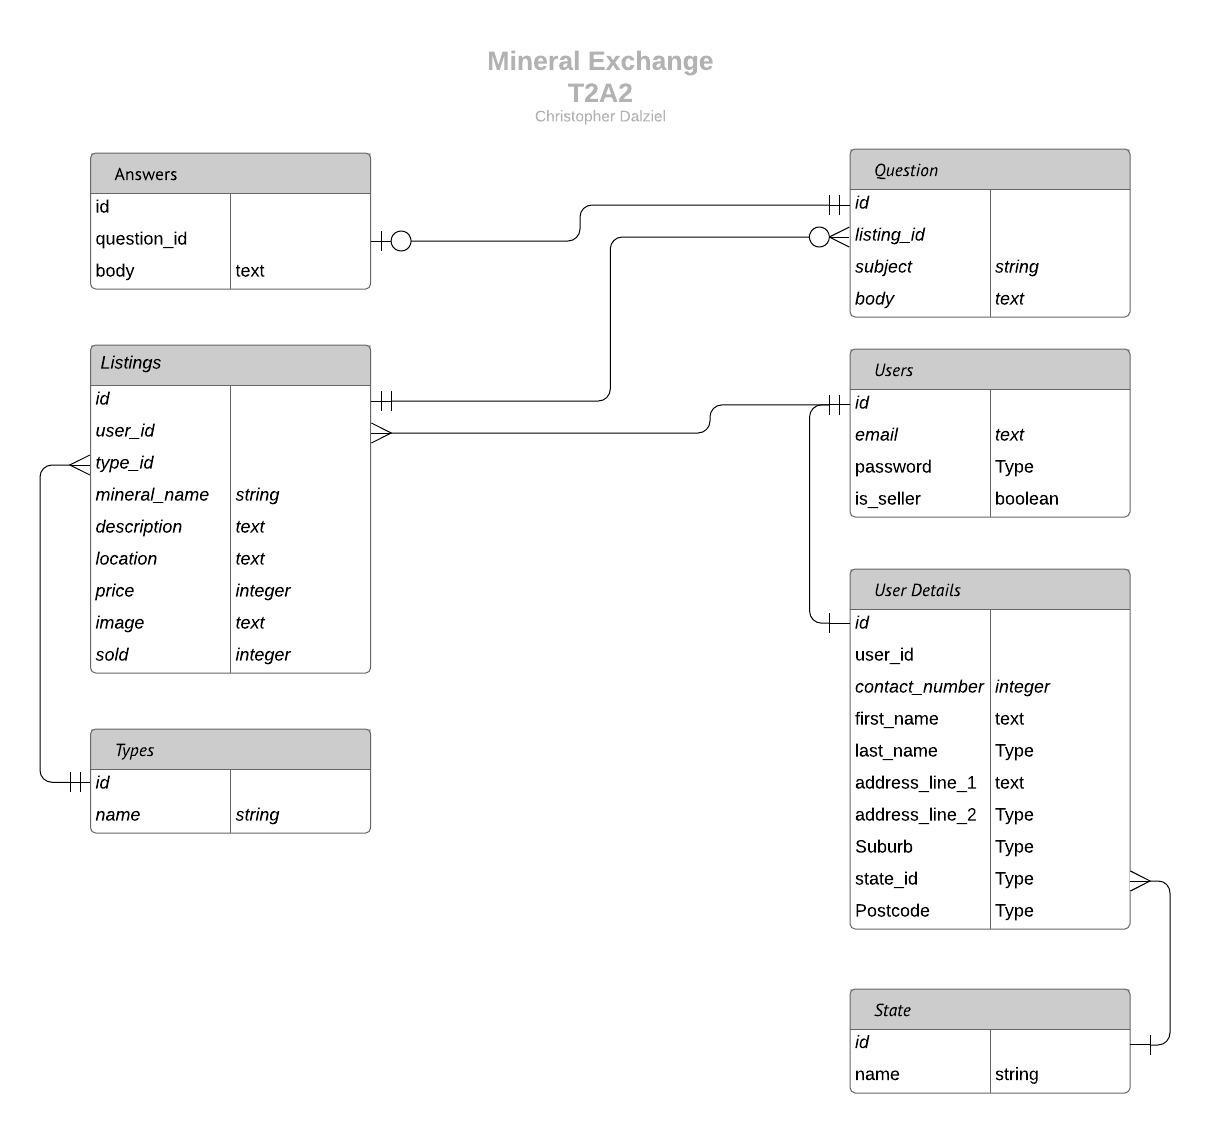 Mineral Exchange
T2A2
Christopher Dalziel
Answers
id
question_id
body text
Question
id
listing_id
subject string
body text
Listings
id
user_id
type_id
mineral_name string
description text
location text
price integer
image text
sold integer
Users
id
email text
password Type
is_seller boolean
User Details
id
user_id
contact_number integer
first_name text
last_name Type
address_line_1 text
address_line_2 Type
Suburb Type
state_id Type
Postcode Type
Types
id
name string
State
id
name string